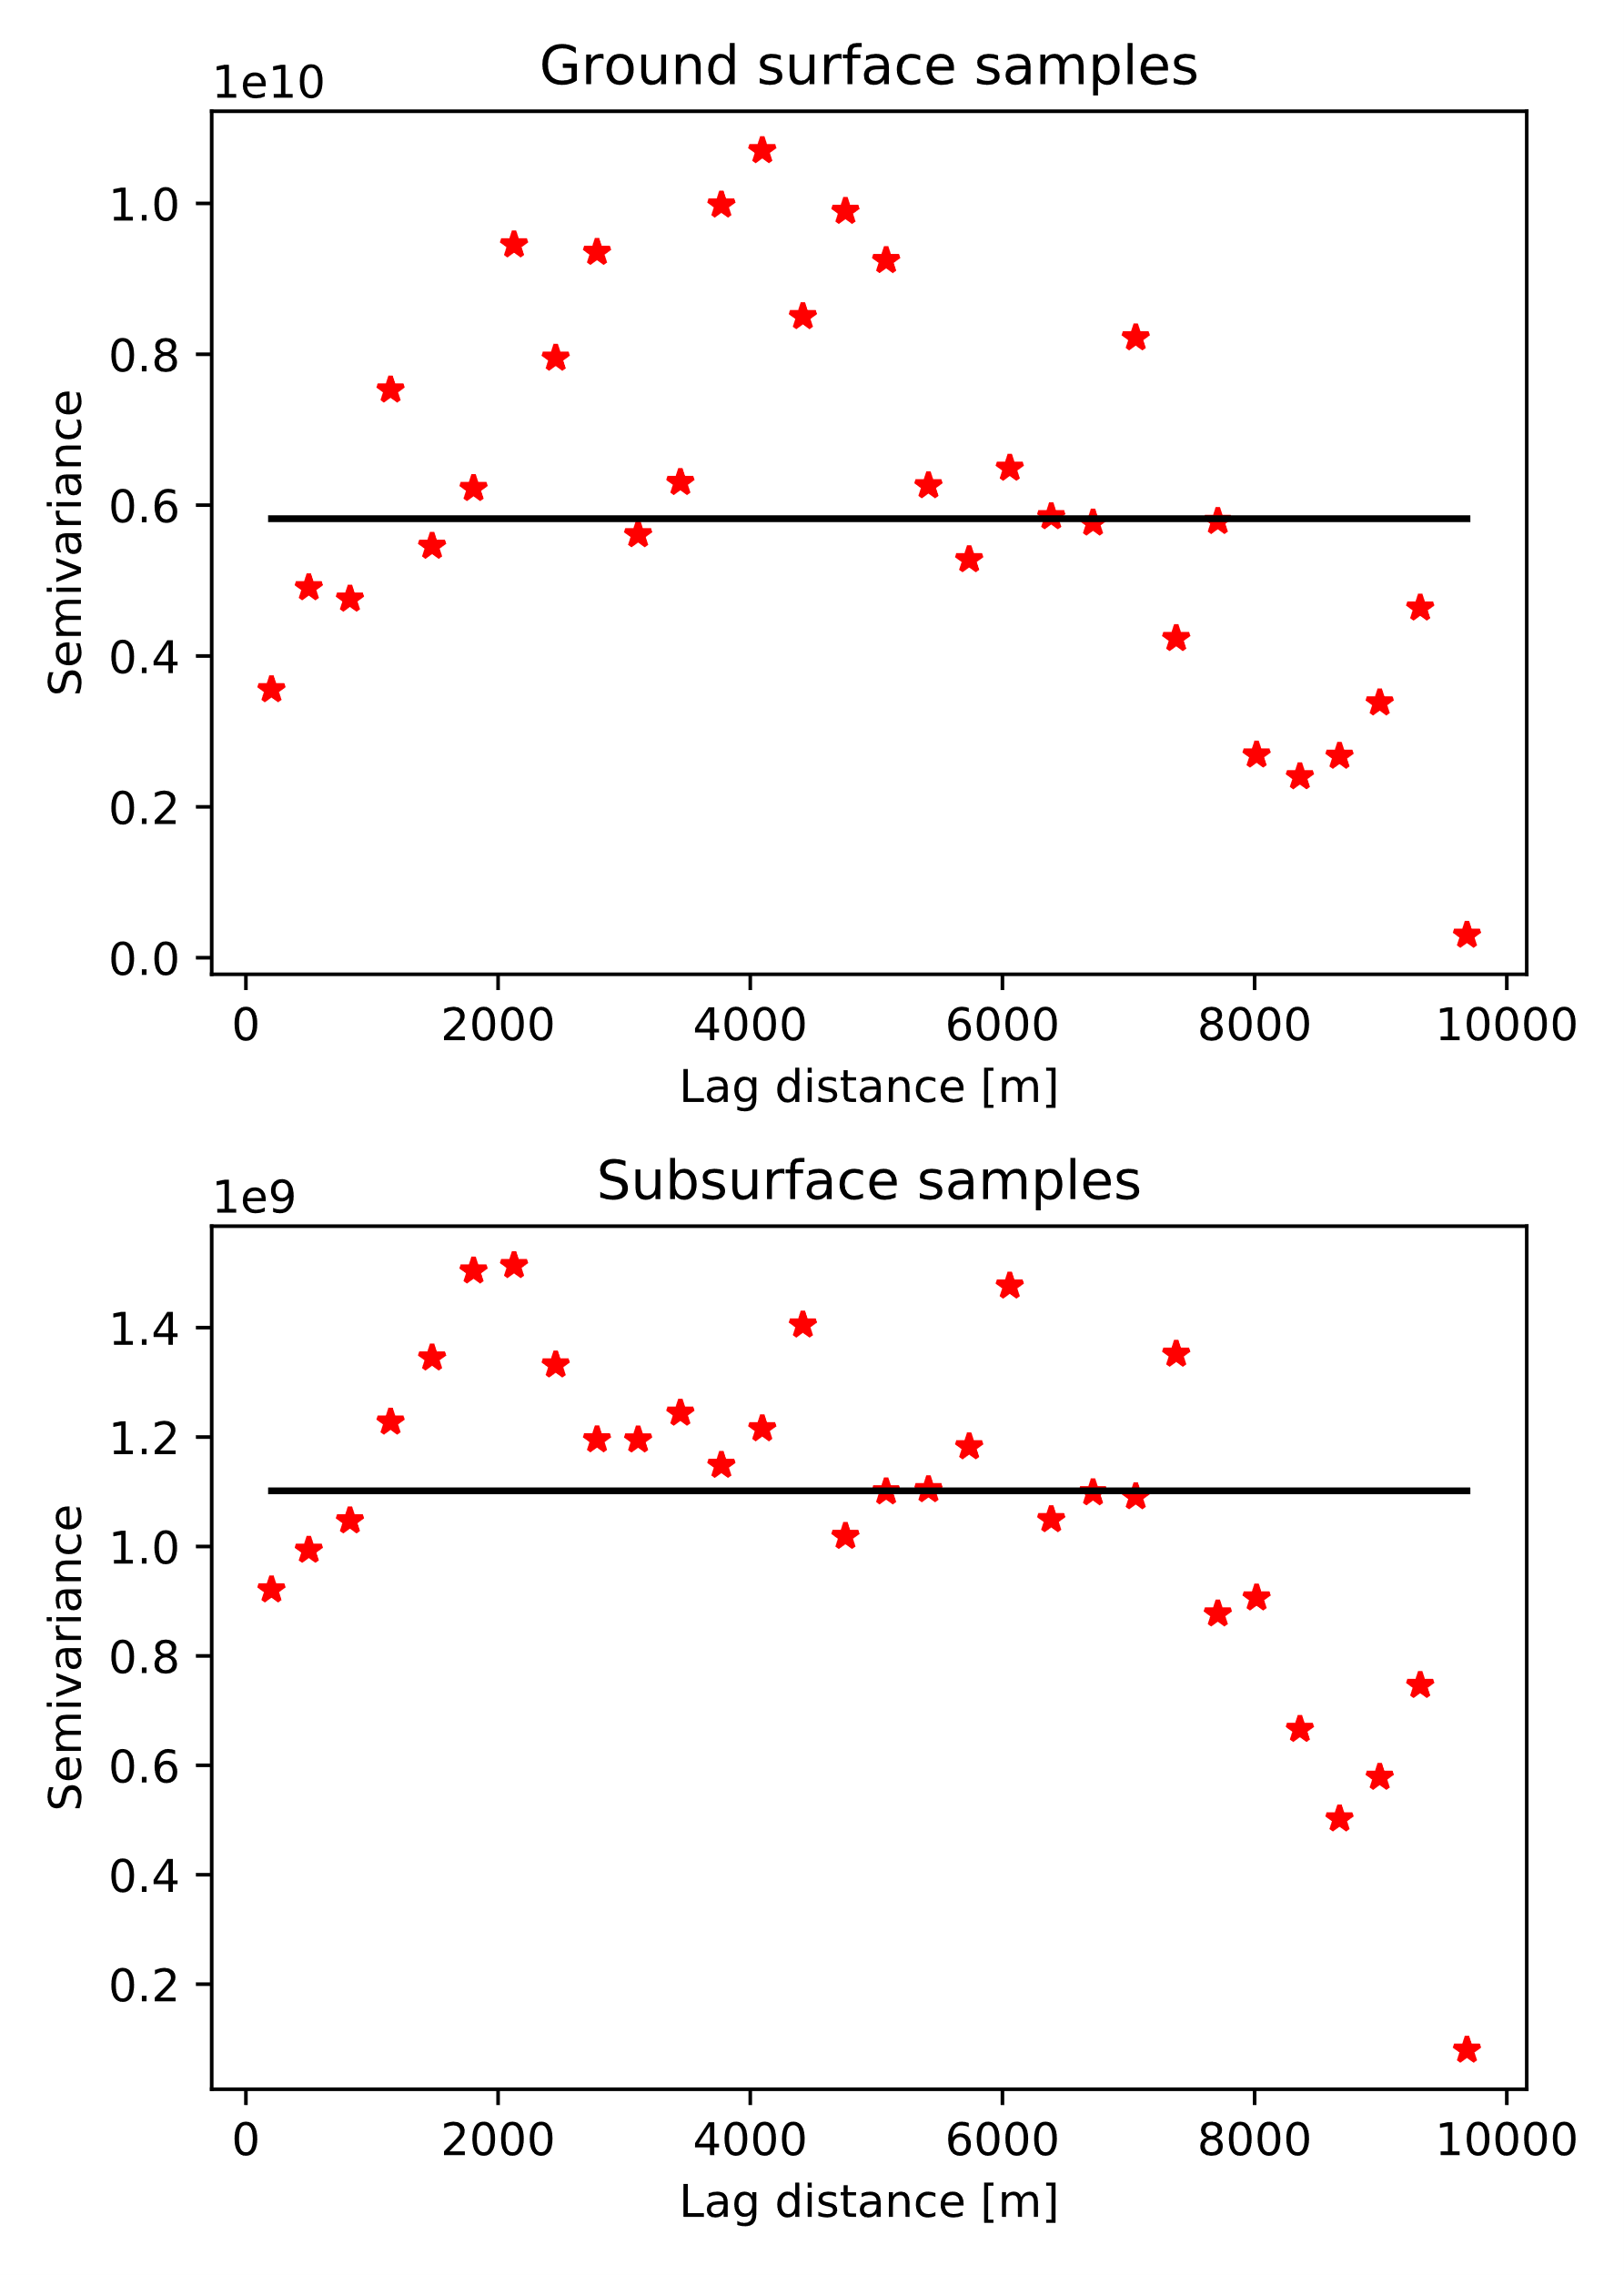 Ground surface samples
1e10
1.0
0.8
0.6
0.4
0.2
0.0
Semivariance
0 2000 4000 6000 8000 10000
Lag distance [m]
Subsurface samples
1e9
1.4
1.2
1.0
0.8
0.6
0.4
0.2
Semivariance
0 2000 4000 6000 8000 10000
Lag distance [m]